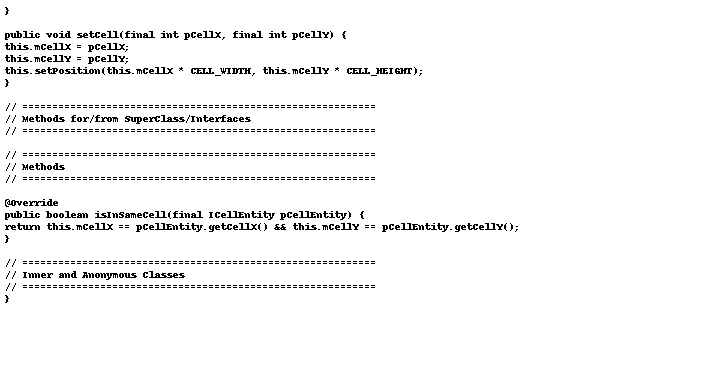 }
public void setCell(final int pCellX, final int pCellY) {
this.mCellX = pCellX;
this.mCellY = pCellY;
this.setPosition(this.mCellX * CELL_WIDTH, this.mCellY * CELL_HEIGHT);
}
// ===========================================================
// Methods for/from SuperClass/Interfaces
// ===========================================================
// ===========================================================
// Methods
// ===========================================================
@Override
public boolean isInSameCell(final ICellEntity pCellEntity) {
return this.mCellX == pCellEntity.getCellX() && this.mCellY == pCellEntity.getCellY();
}
// ===========================================================
// Inner and Anonymous Classes
// ===========================================================
}